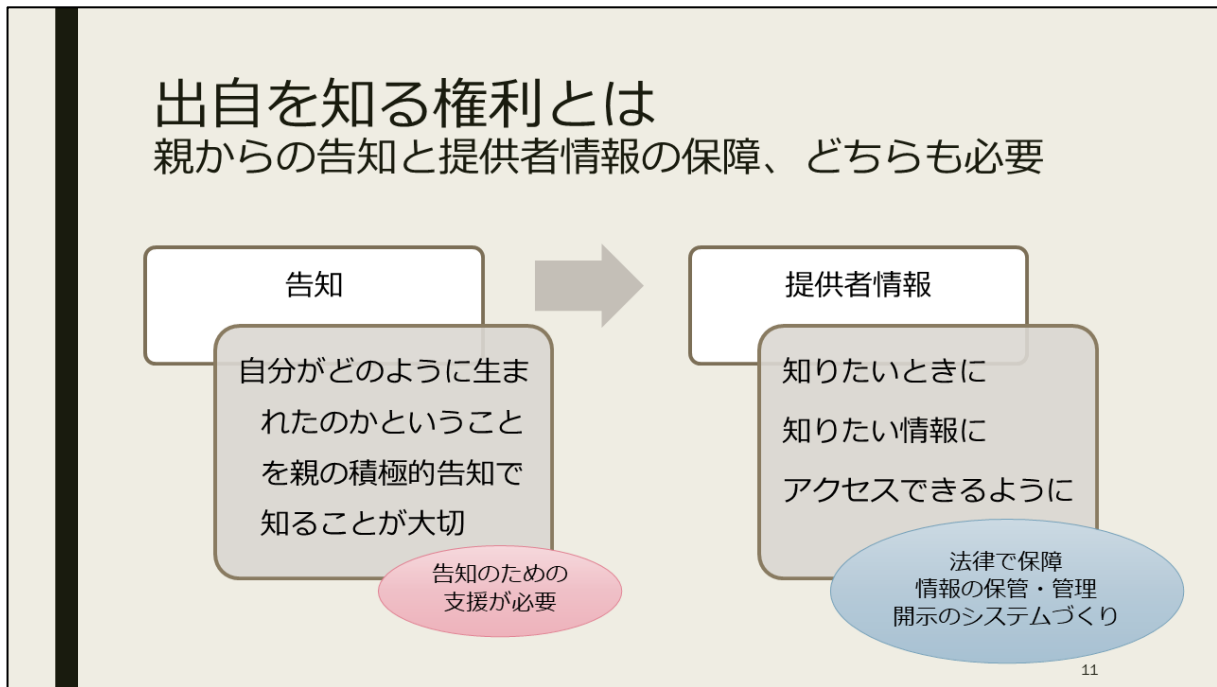 出自を知る権利とは
親からの告知と提供者情報の保障、どちらも必要
告知
自分がどのように生ま
れたのかということ
を親の積極的告知で
知ることが大切
告知のための
支援が必要
提供者情報
知りたいときに
知りたい情報に
アクセスできるように
法律で保障
情報の保管・管理
開示のシステムづくり
11